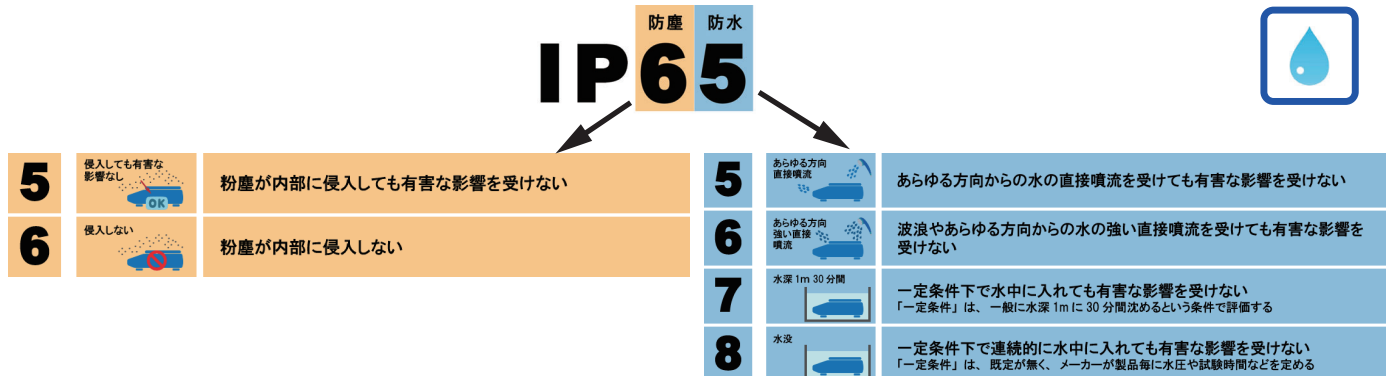 防塵 防水
IP65
5
侵入しても有害な
影響なし
OK
粉塵が内部に侵入しても有害な影響を受けない
6
侵入しない
粉塵が内部に侵入しない
5
あらゆる方向
直接噴流
あらゆる方向からの水の直接噴流を受けても有害な影響を受けない
6
あらゆる方向
強い直接
噴流
波浪やあらゆる方向からの水の強い直接噴流を受けても有害な影響を
受けない
7
水深1m 30分間
一定条件下で水中に入れても有害な影響を受けない
「一定条件」は、一般に水深1mに30分間沈めるという条件で評価する
8
水没
一定条件下で連続的に水中に入れても有害な影響を受けない
「一定条件」は、既定が無く、メーカーが製品毎に水圧や試験時間などを定める